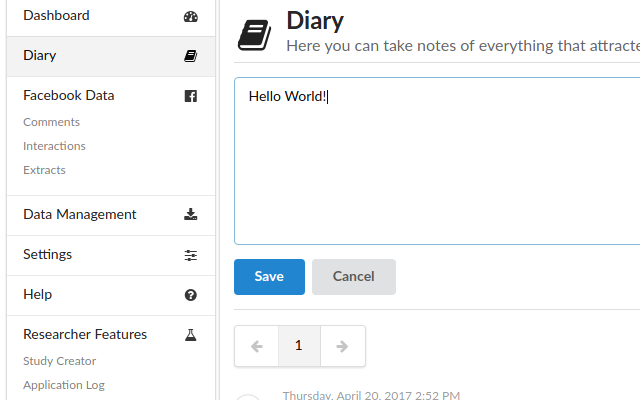 Dashboard
Diary
Facebook Data
Comments
Interactions
Extracts
Data Management
Settings
Help
Researcher Features
Study Creator
Application Log
Diary
Here you can take notes of everything that attracte
Hello World!
Save Cancel
1
Thursday, April 20, 2017 2:52 PM